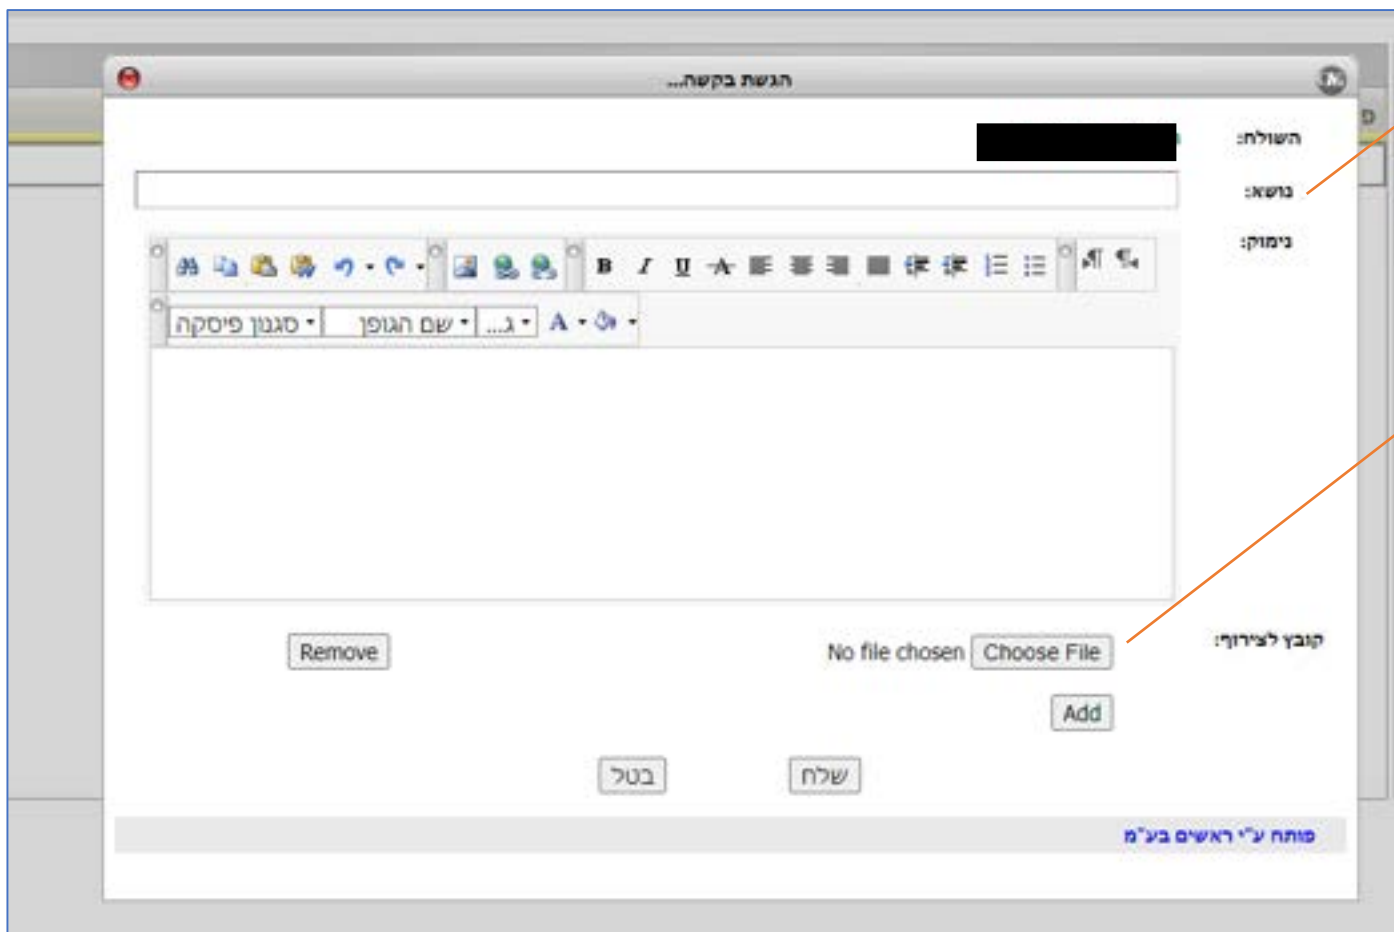 הגשת בקשה...
השולח:
נושא:
נימוק:
B I U A
סגנון פיסקה שם הגופן ג... A
קובץ לצירוף: Choose File No file chosen Remove
Add
שלח בטל
פותח ע"י ראשים בע"מ